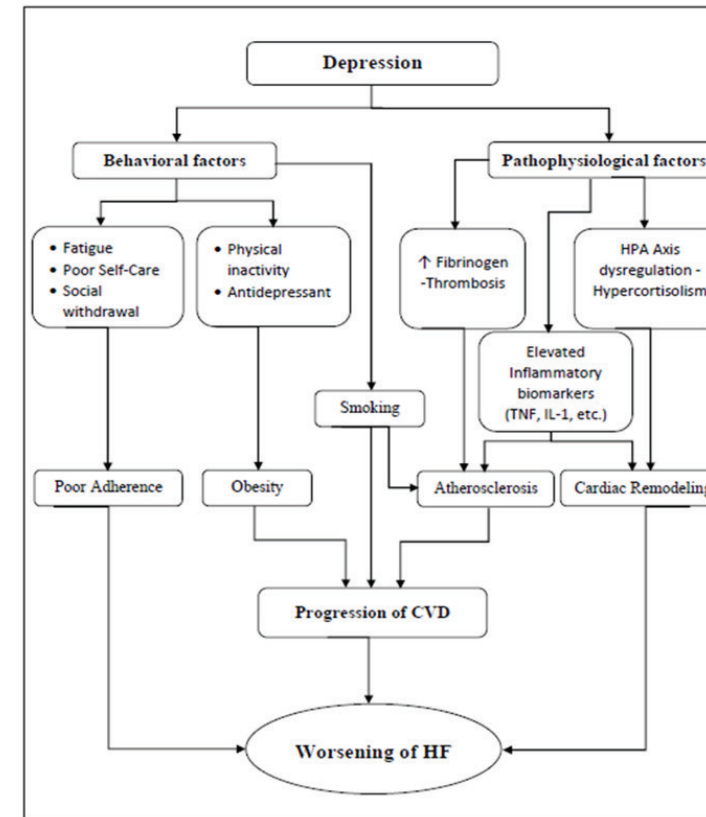 Depression
Behavioral factors
Pathophysiological factors
• Fatigue
• Poor Self-Care
• Social
withdrawal
• Physical
inactivity
• Antidepressant
↑ Fibrinogen
-Thrombosis
HPA Axis
dysregulation -
Hypercortisolism
Elevated
Inflammatory
biomarkers
(TNF, IL-1, etc.)
Smoking
Poor Adherence
Obesity
Atherosclerosis
Cardiac Remodeling
Progression of CVD
Worsening of HF